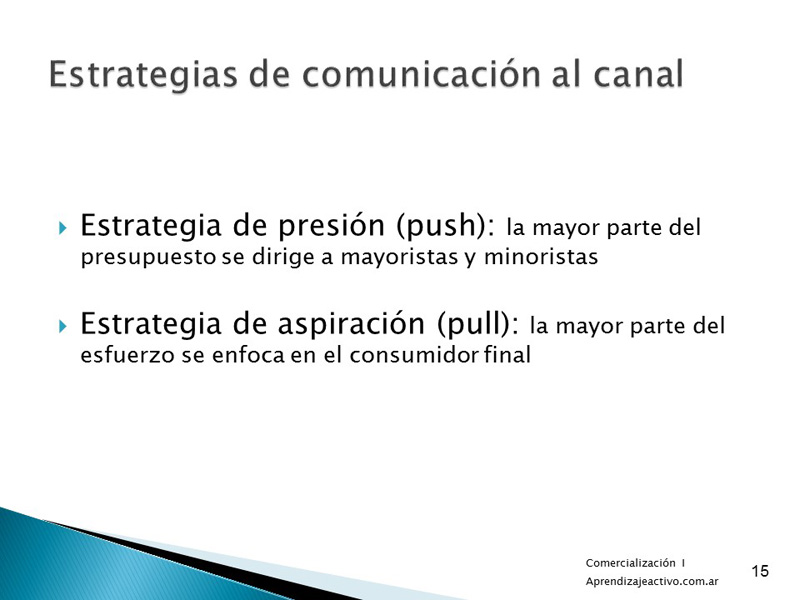 Estrategias de comunicación al canal
Estrategia de presión (push): la mayor parte del
presupuesto se dirige a mayoristas y minoristas
Estrategia de aspiración (pull): la mayor parte del
esfuerzo se enfoca en el consumidor final
Comercialización I
Aprendizajeactivo.com.ar
15